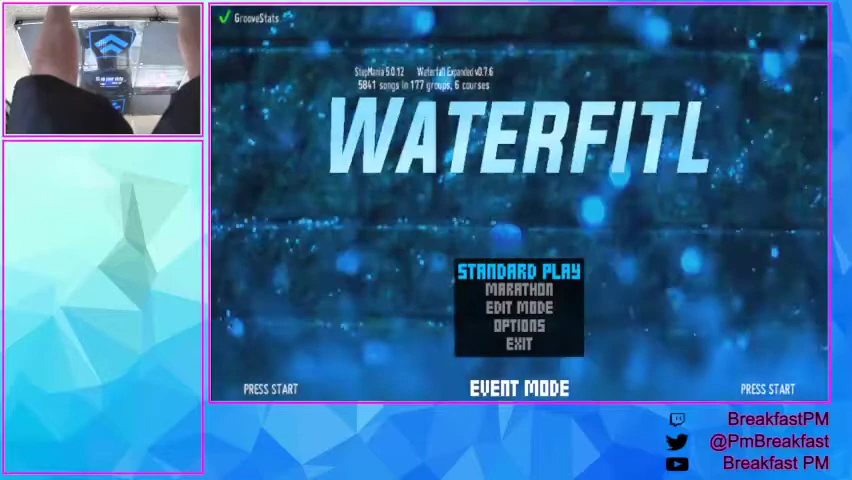 GrooveStats
StepMania 5.0.12 Waterfall Expanded v0.7.6
5841 songs in 177 groups, 6 courses
WATERFITL
STANDARD PLAY
MARATHON
EDIT MODE
OPTIONS
EXIT
PRESS START
EVENT MODE
PRESS START
BreakfastPM
@PmBreakfast
Breakfast PM